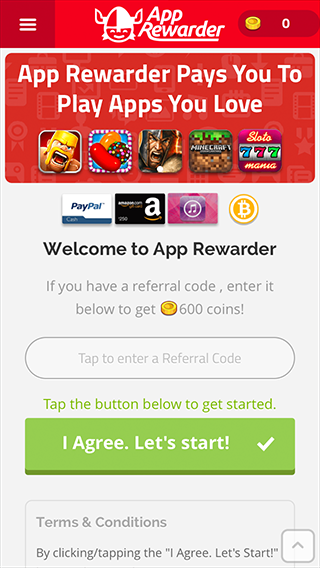 App
Rewarder
0
App Rewarder Pays You To
Play Apps You Love
MINECRAFT
Sloto
777
mania
PayPal
Cash
amazon.com
$250
Welcome to App Rewarder
If you have a referral code , enter it
below to get 600 coins!
Tap to enter a Referral Code
Tap the button below to get started.
I Agree. Let's start!
Terms & Conditions
By clicking/tapping the "I Agree. Let's Start!"